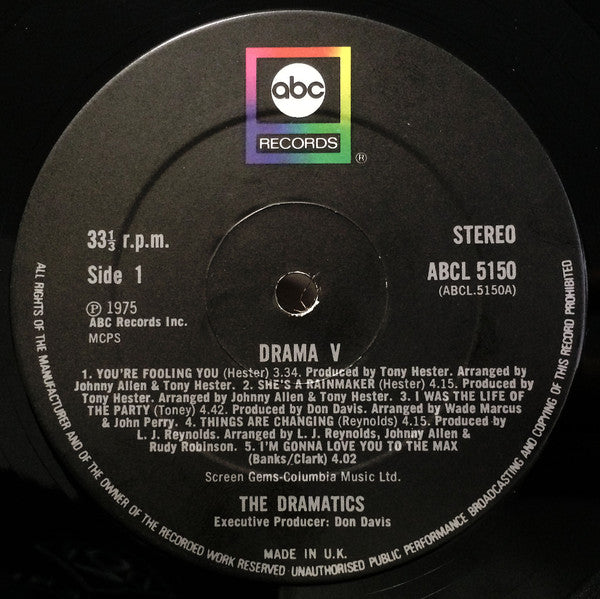 abc
RECORDS
®
33⅓ r.p.m.
STEREO
Side 1
ABCL 5150
(ABCL.5150A)
Ⓟ 1975
ABC Records Inc.
MCPS
DRAMA V
1. YOU'RE FOOLING YOU (Hester) 3.34. Produced by Tony Hester. Arranged by
Johnny Allen & Tony Hester. 2. SHE'S A RAINMAKER (Hester) 4.15. Produced by
Tony Hester. Arranged by Johnny Allen & Tony Hester. 3. I WAS THE LIFE OF
THE PARTY (Toney) 4.42. Produced by Don Davis. Arranged by Wade Marcus
& John Perry. 4. THINGS ARE CHANGING (Reynolds) 4.15. Produced by
L. J. Reynolds. Arranged by L. J. Reynolds, Johnny Allen &
Rudy Robinson. 5. I'M GONNA LOVE YOU TO THE MAX
(Banks/Clark) 4.02
Screen Gems-Columbia Music Ltd.
THE DRAMATICS
Executive Producer: Don Davis
MADE IN U.K.
ALL RIGHTS OF THE MANUFACTURER AND OF THE OWNER OF THE RECORDED WORK RESERVED UNAUTHORISED PUBLIC PERFORMANCE BROADCASTING AND COPYING OF THIS RECORD PROHIBITED